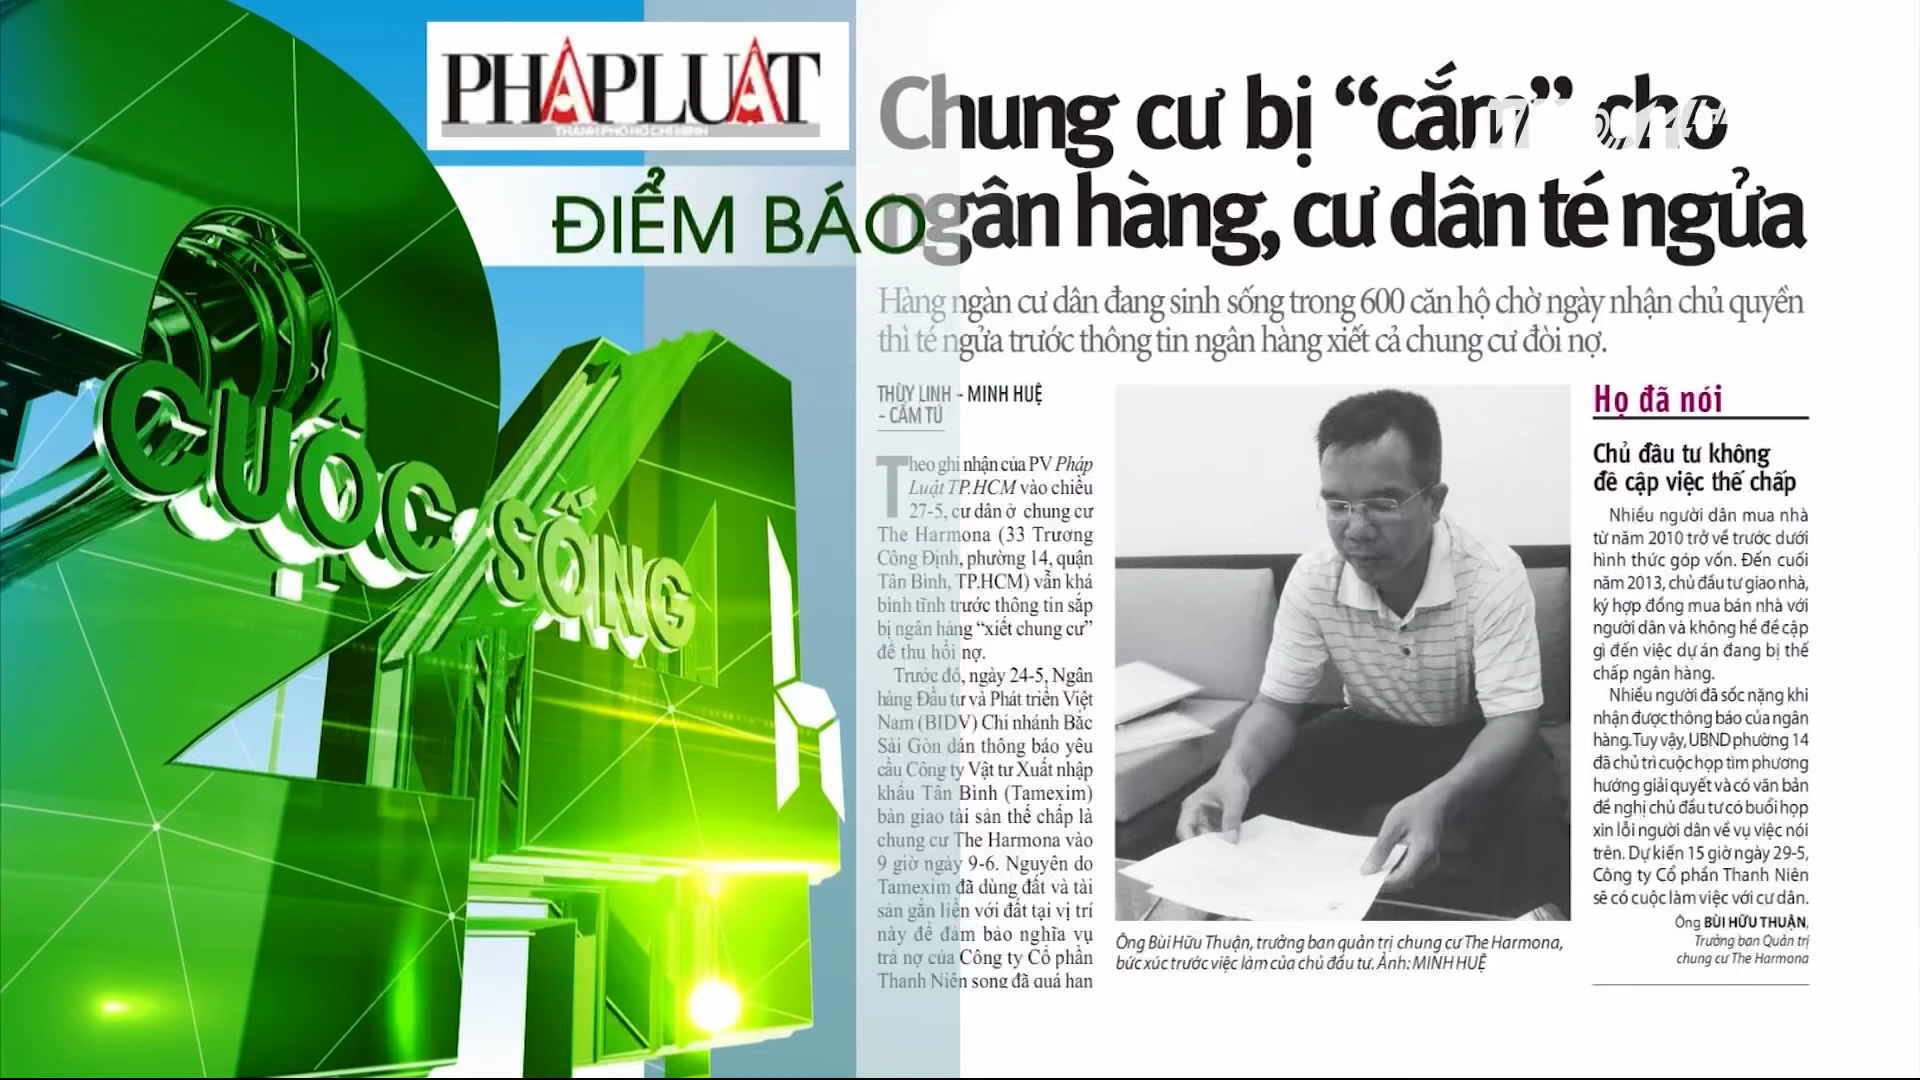 PHÁPLUẬT
THÀNH PHỐ HỒ CHÍ MINH
ĐIỂM BÁO
CUỘC SỐNG
24h
Chung cư bị “cắm” cho
ngân hàng, cư dân té ngửa
Hàng ngàn cư dân đang sinh sống trong 600 căn hộ chờ ngày nhận chủ quyền
thì té ngửa trước thông tin ngân hàng xiết cả chung cư đòi nợ.
THÙY LINH - MINH HUỆ
- CẨM TÚ
Theo ghi nhận của PV Pháp
Luật TP.HCM vào chiều
27-5, cư dân ở chung cư
The Harmona (33 Trương
Công Định, phường 14, quận
Tân Bình, TP.HCM) vẫn khá
bình tĩnh trước thông tin sắp
bị ngân hàng “xiết chung cư”
để thu hồi nợ.
Trước đó, ngày 24-5, Ngân
hàng Đầu tư và Phát triển Việt
Nam (BIDV) Chi nhánh Bắc
Sài Gòn dán thông báo yêu
cầu Công ty Vật tư Xuất nhập
khẩu Tân Bình (Tamexim)
bàn giao tài sản thế chấp là
chung cư The Harmona vào
9 giờ ngày 9-6. Nguyên do
Tamexim đã dùng đất và tài
sản gắn liền với đất tại vị trí
này để đảm bảo nghĩa vụ
trả nợ của Công ty Cổ phần
Thanh Niên song đã quá hạn
Ông Bùi Hữu Thuận, trưởng ban quản trị chung cư The Harmona,
bức xúc trước việc làm của chủ đầu tư. Ảnh: MINH HUỆ
Họ đã nói
Chủ đầu tư không
đề cập việc thế chấp
Nhiều người dân mua nhà
từ năm 2010 trở về trước dưới
hình thức góp vốn. Đến cuối
năm 2013, chủ đầu tư giao nhà,
ký hợp đồng mua bán nhà với
người dân và không hề đề cập
gì đến việc dự án đang bị thế
chấp ngân hàng.
Nhiều người đã sốc nặng khi
nhận được thông báo của ngân
hàng. Tuy vậy, UBND phường 14
đã chủ trì cuộc họp tìm phương
hướng giải quyết và có văn bản
đề nghị chủ đầu tư có buổi họp
xin lỗi người dân về vụ việc nói
trên. Dự kiến 15 giờ ngày 29-5,
Công ty Cổ phần Thanh Niên
sẽ có cuộc làm việc với cư dân.
Ông BÙI HỮU THUẬN,
Trưởng ban Quản trị
chung cư The Harmona